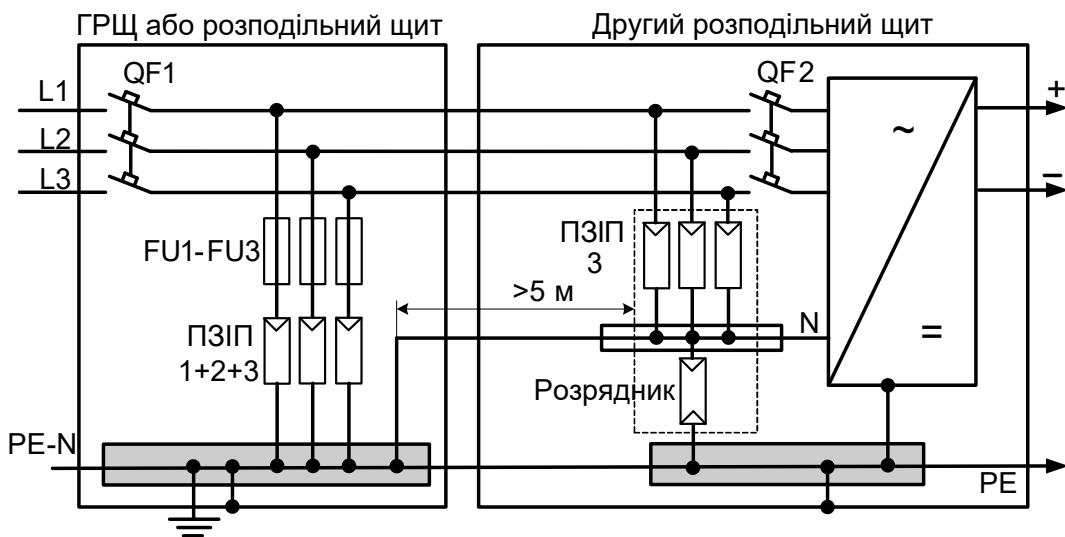 ГРЩ або розподільний щит
Другий розподільний щит
QF1
QF2
L1
L2
L3
+
−
~
=
FU1-FU3
ПЗІП
3
>5 м
N
ПЗІП
1+2+3
Розрядник
PE-N
PE